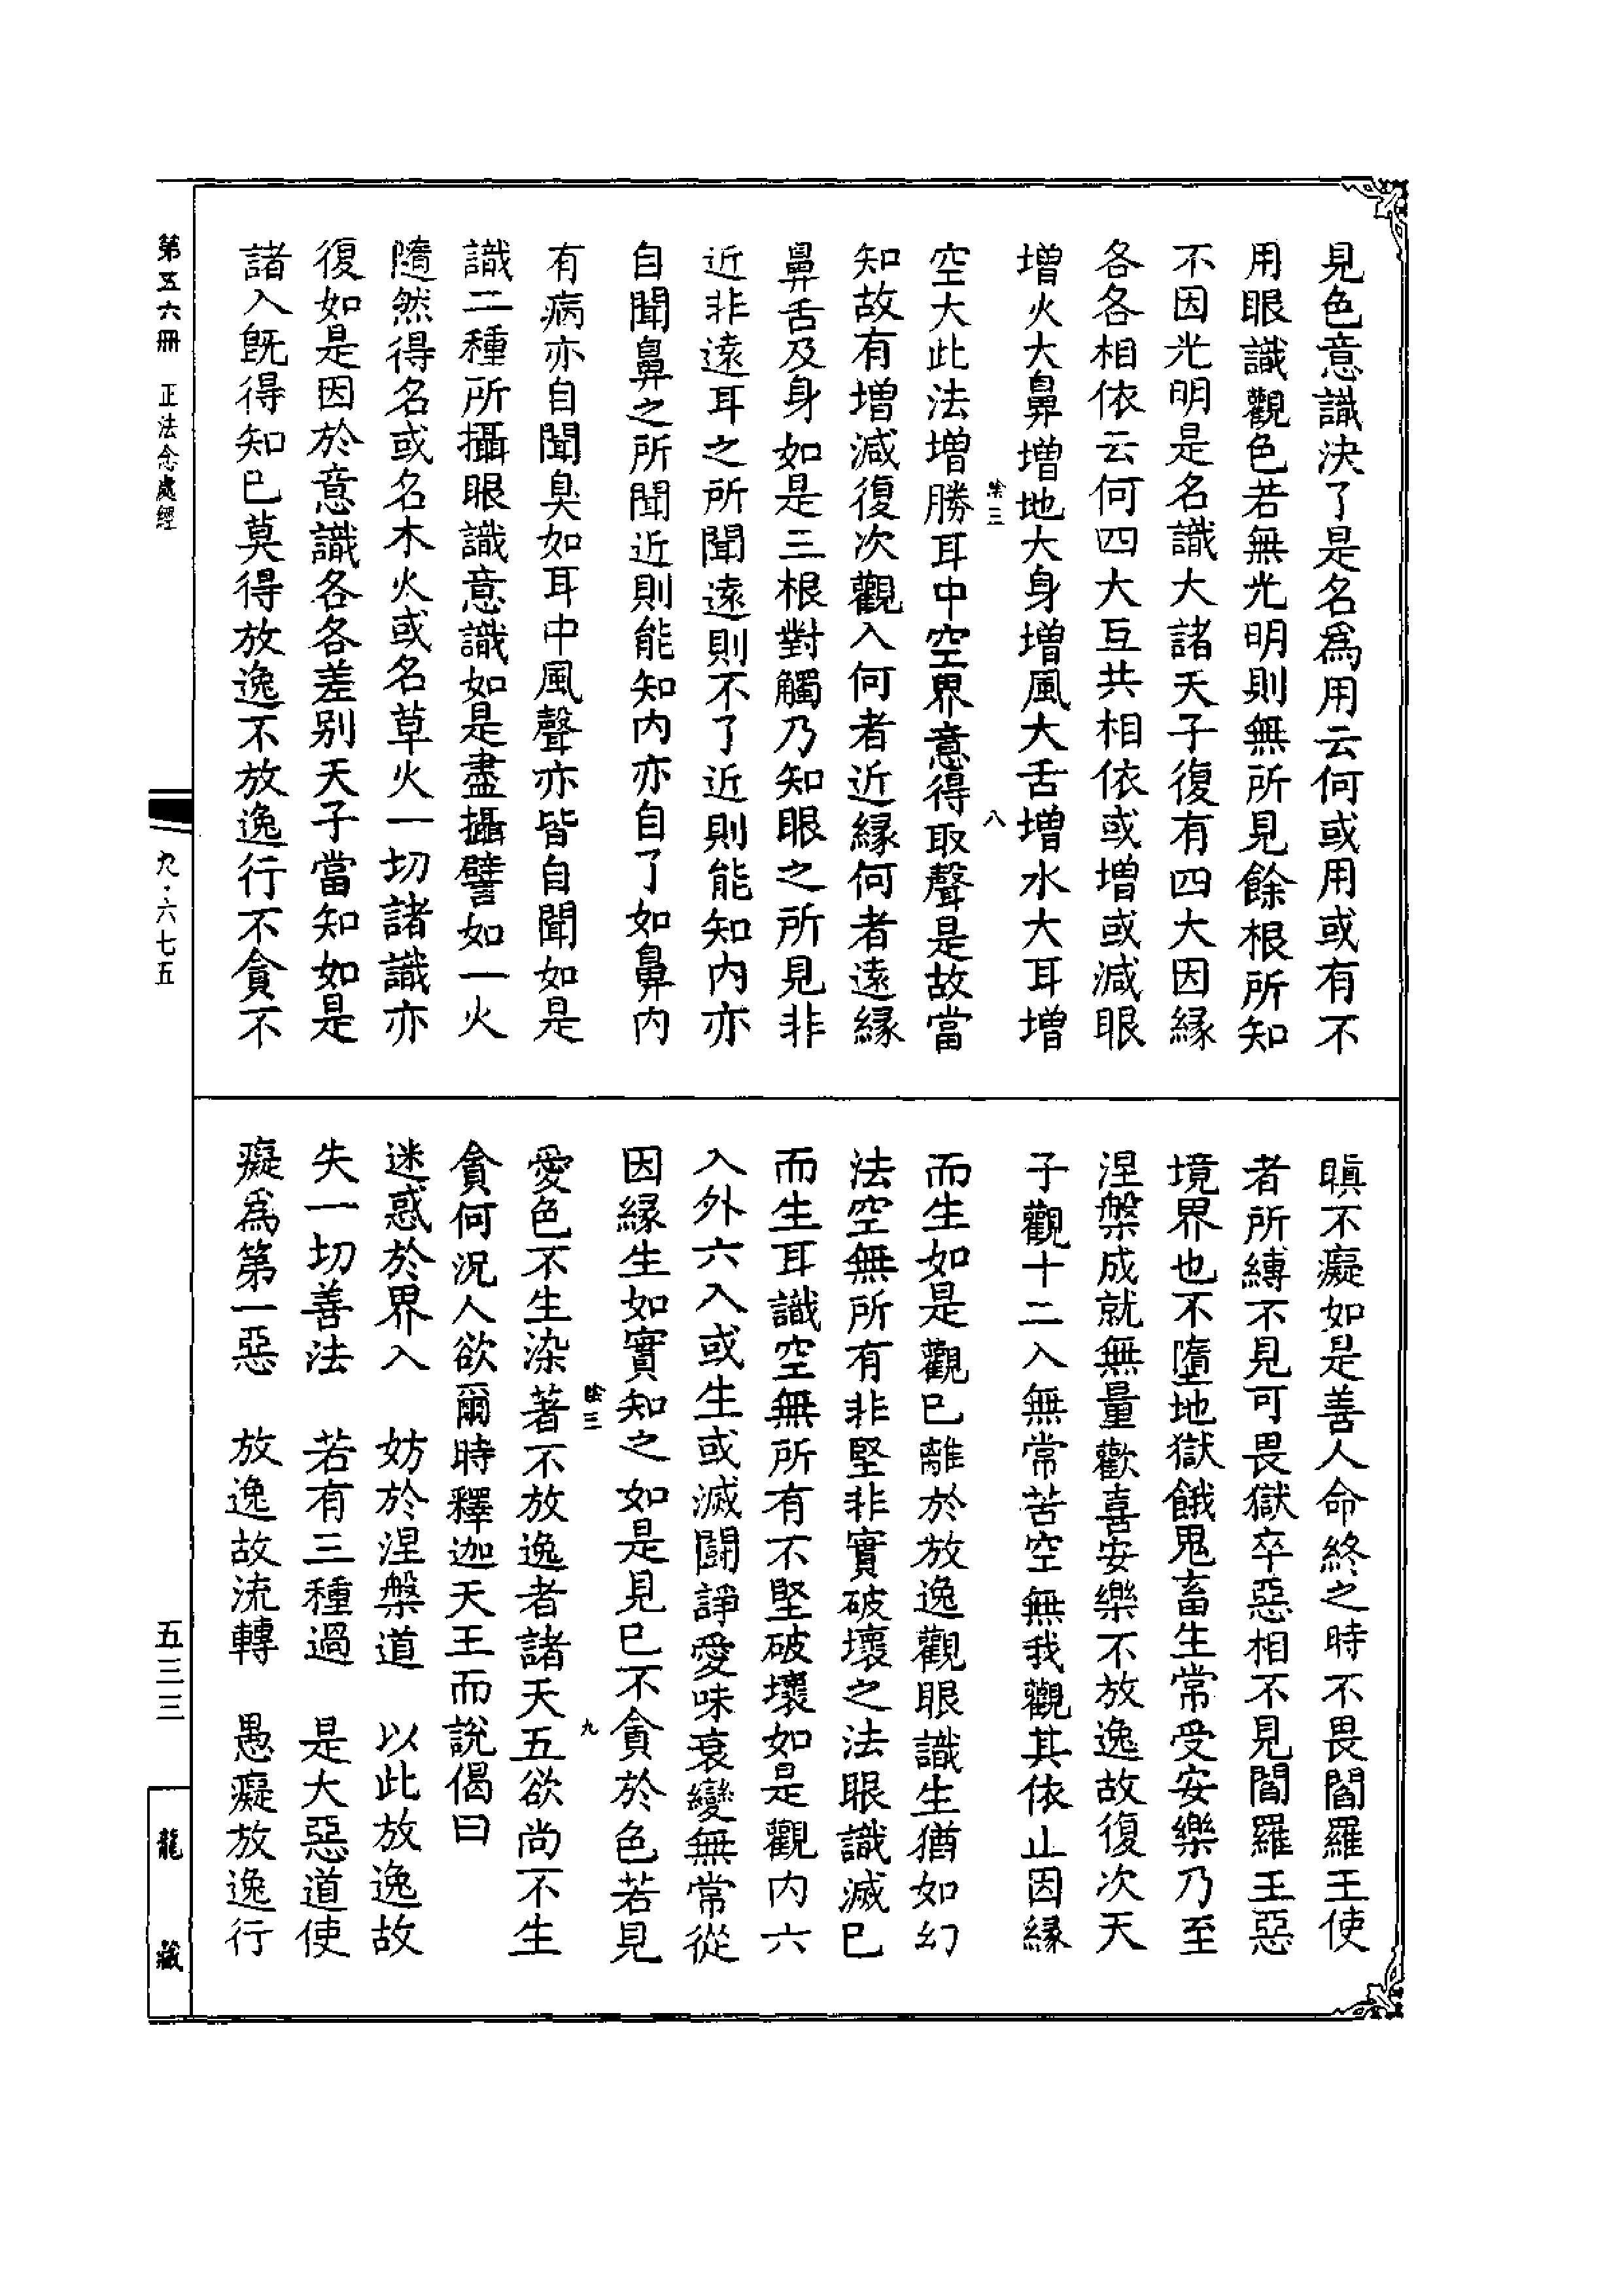 見色意識決了是名爲用云何或用或有不
用眼識觀色若無光明則無所見餘根所知
不因光明是名識大諸天子復有四大因緣
各各相依云何四大互共相依或增或減眼
增火大鼻增地大身增風大舌增水大耳增
陰三
八
空大此法增勝耳中空界意得取聲是故當
知故有增減復次觀入何者近緣何者遠緣
鼻舌及身如是三根對觸乃知眼之所見非
近非遠耳之所聞遠則不了近則能知內亦
自聞鼻之所聞近則能知內亦自了如鼻內
有病亦自聞臭如耳中風聲亦皆自聞如是
識二種所攝眼識意識如是盡攝譬如一火
隨然得名或名木火或名草火一切諸識亦
復如是因於意識各各差別天子當知如是
諸入旣得知已莫得放逸不放逸行不貪不
瞋不癡如是善人命終之時不畏閻羅王使
者所縛不見可畏獄卒惡相不見閻羅王惡
境界也不墮地獄餓鬼畜生常受安樂乃至
涅槃成就無量歡喜安樂不放逸故復次天
子觀十二入無常苦空無我觀其依止因緣
而生如是觀已離於放逸觀眼識生猶如幻
法空無所有非堅非實破壞之法眼識滅已
而生耳識空無所有不堅破壞如是觀內六
入外六入或生或滅鬪諍愛味衰變無常從
因緣生如實知之如是見已不貪於色若見
陰三
九
愛色不生染著不放逸者諸天五欲尚不生
貪何況人欲爾時釋迦天王而說偈曰
迷惑於界入　妨於涅槃道　以此放逸故
失一切善法　若有三種過　是大惡道使
癡爲第一惡　放逸故流轉　愚癡放逸行
第五六冊　正法念處經
九·六七五
五三三
龍藏